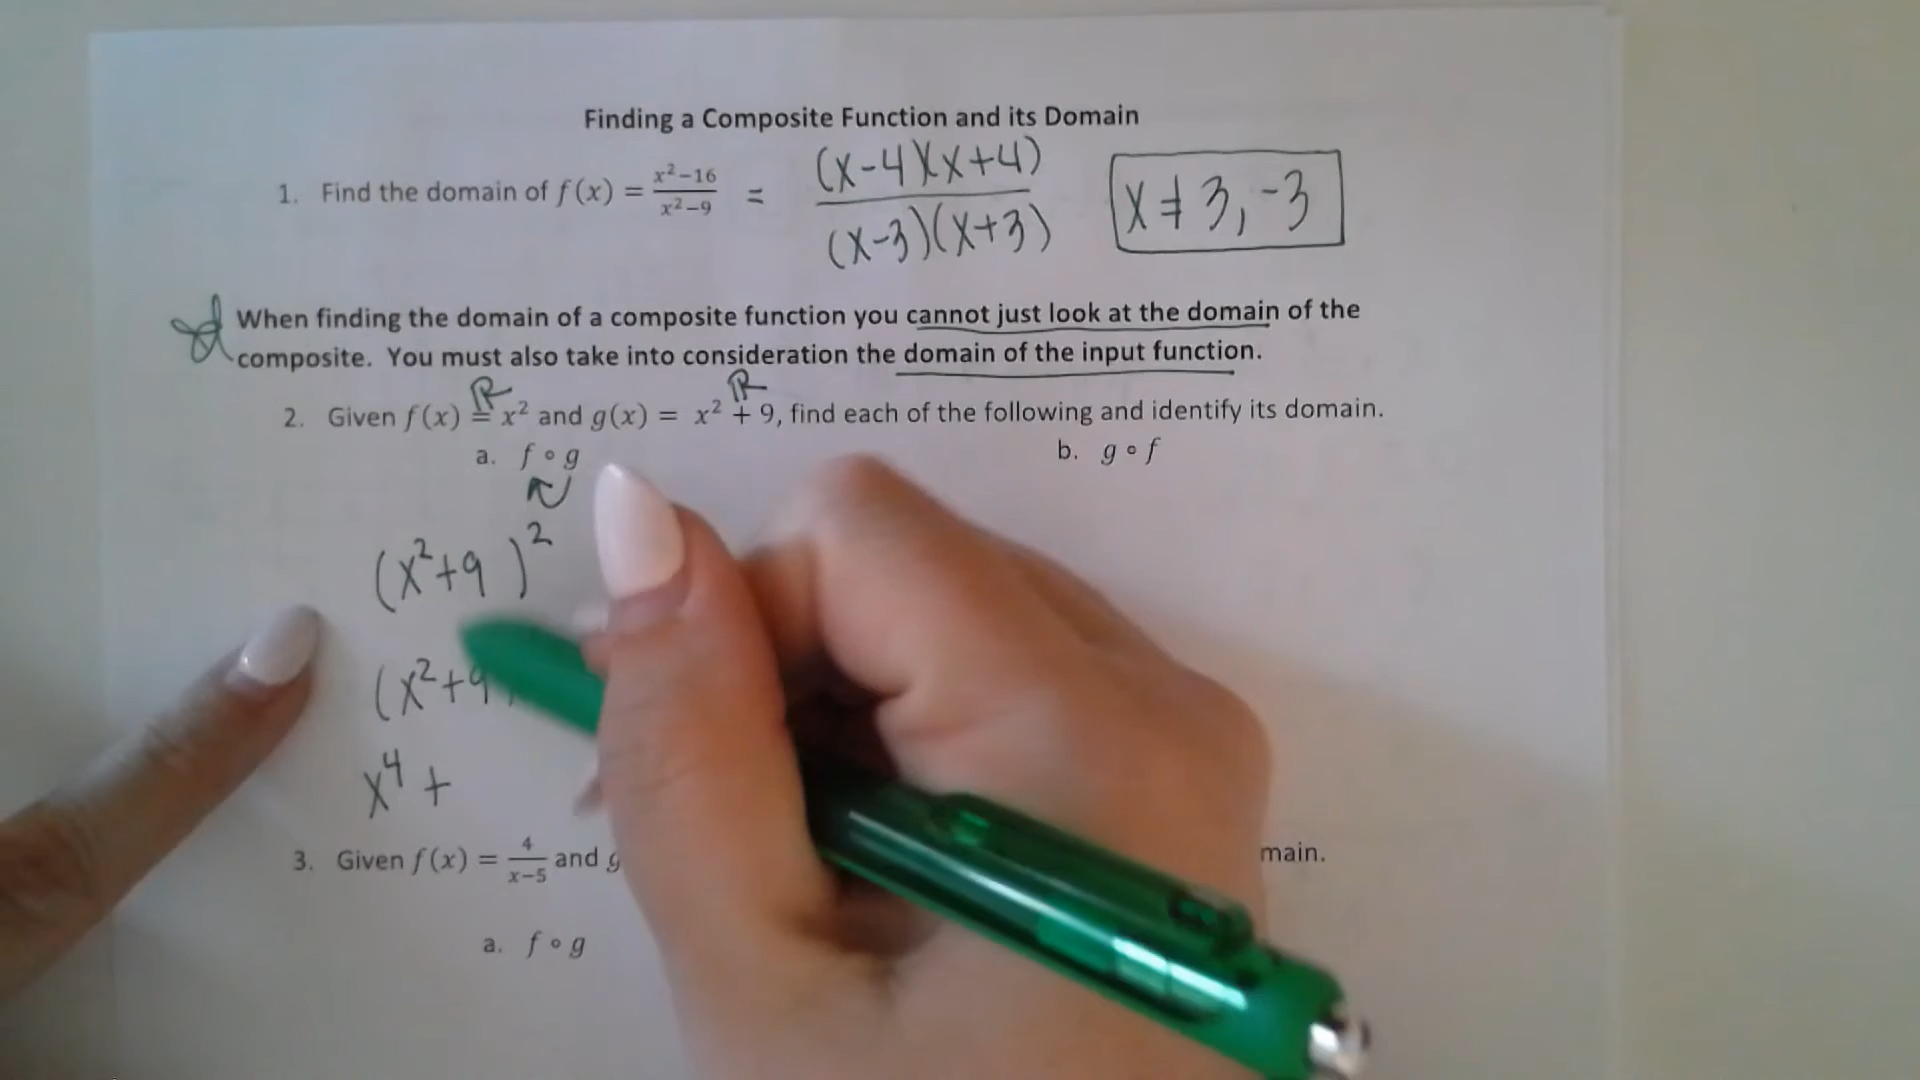 Finding a Composite Function and its Domain
1. Find the domain of f(x) = x²−16 / x²−9 = (x-4)(x+4) / (x-3)(x+3) x ≠ 3, -3
When finding the domain of a composite function you cannot just look at the domain of the
composite. You must also take into consideration the domain of the input function.
ℝ ℝ
2. Given f(x) = x² and g(x) = x² + 9, find each of the following and identify its domain.
a. f∘g b. g∘f
(x²+9 )²
(x²+9
x⁴ +
3. Given f(x) = 4 / x−5 and g main.
a. f∘g